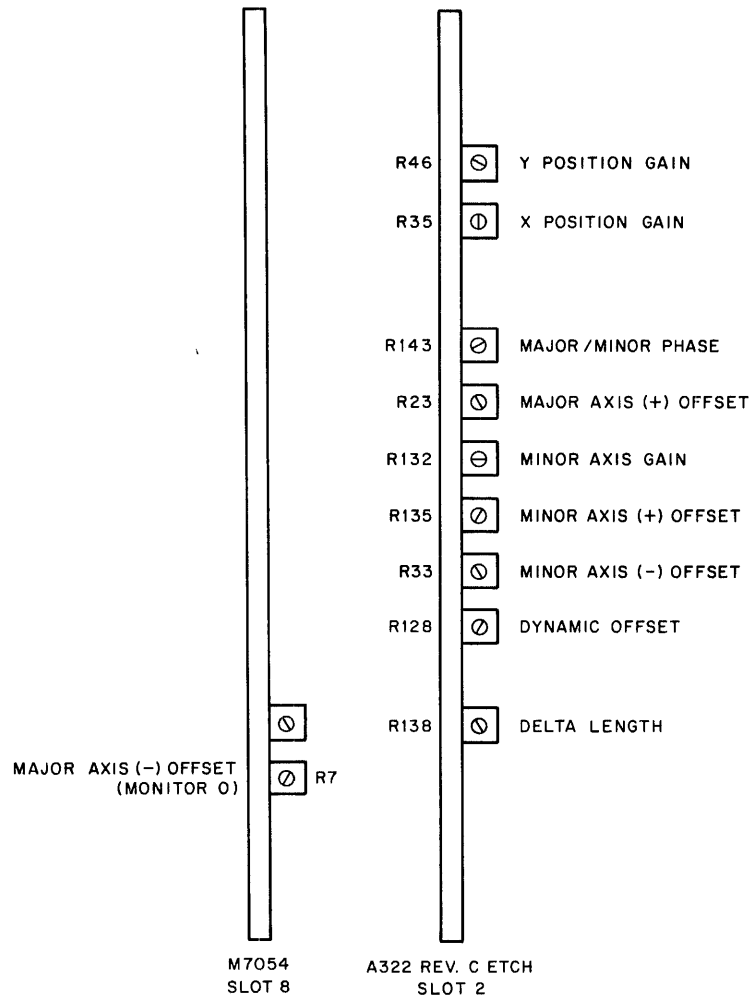 R46 Y POSITION GAIN
R35 X POSITION GAIN
R143 MAJOR/MINOR PHASE
R23 MAJOR AXIS (+) OFFSET
R132 MINOR AXIS GAIN
R135 MINOR AXIS (+) OFFSET
R33 MINOR AXIS (-) OFFSET
R128 DYNAMIC OFFSET
R138 DELTA LENGTH
MAJOR AXIS (-) OFFSET
(MONITOR 0) R7
M7054
SLOT 8
A322 REV. C ETCH
SLOT 2